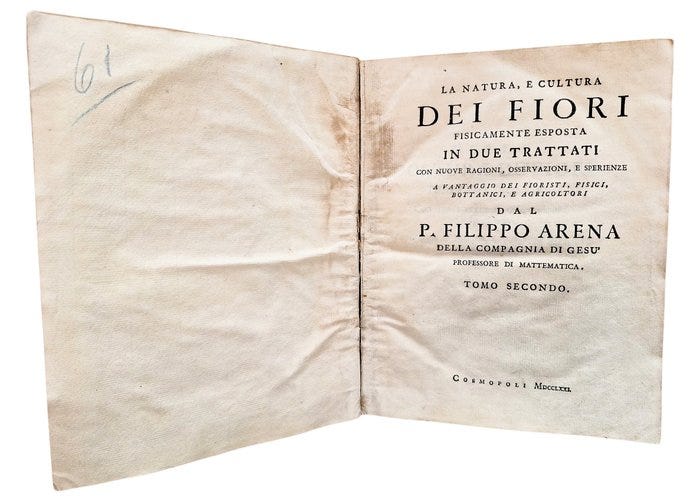 61
LA NATURA, E CULTURA
DEI FIORI
FISICAMENTE ESPOSTA
IN DUE TRATTATI
CON NUOVE RAGIONI, OSSERVAZIONI, E SPERIENZE
A VANTAGGIO DEI FIORISTI, FISICI,
BOTTANICI, E AGRICOLTORI
DAL
P. FILIPPO ARENA
DELLA COMPAGNIA DI GESU'
PROFESSORE DI MATTEMATICA.
TOMO SECONDO.
COSMOPOLI MDCCLXXI.